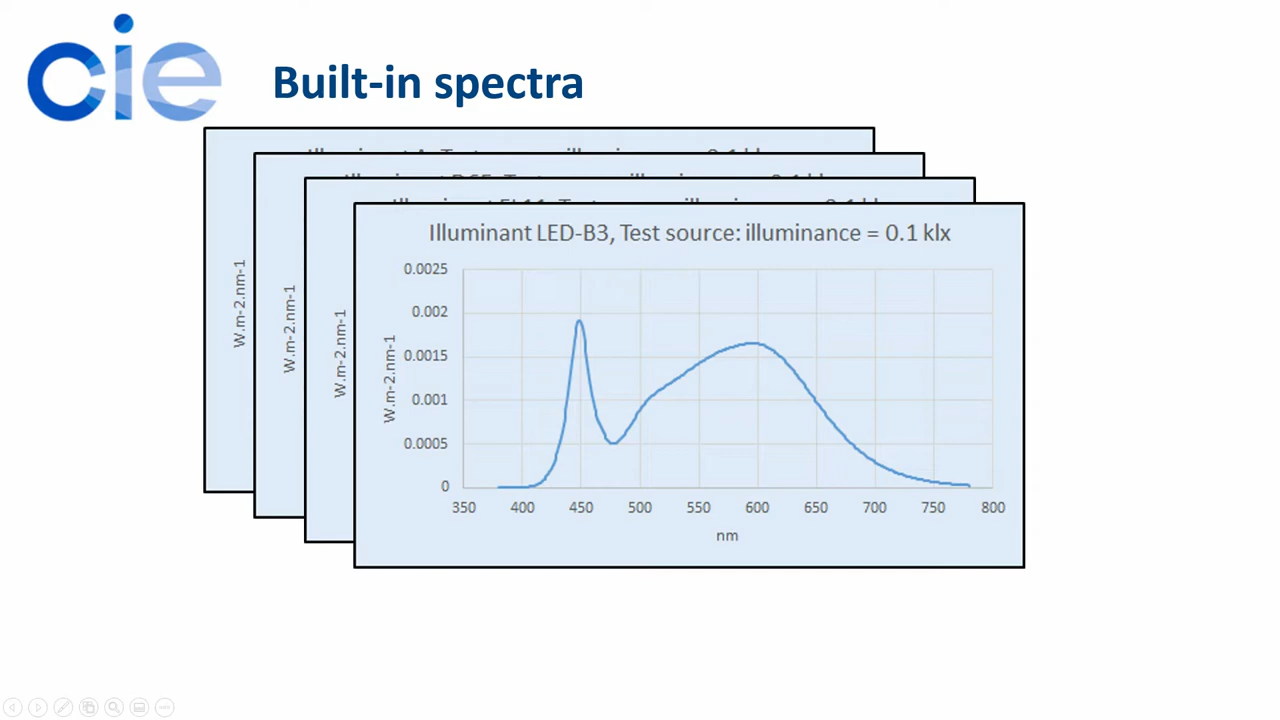 cie
Built-in spectra
W.m-2.nm-1
W.m-2.nm-1
W.m-2.nm-1
Illuminant LED-B3, Test source: illuminance = 0.1 klx
W.m-2.nm-1
0.0025
0.002
0.0015
0.001
0.0005
0
350 400 450 500 550 600 650 700 750 800
nm